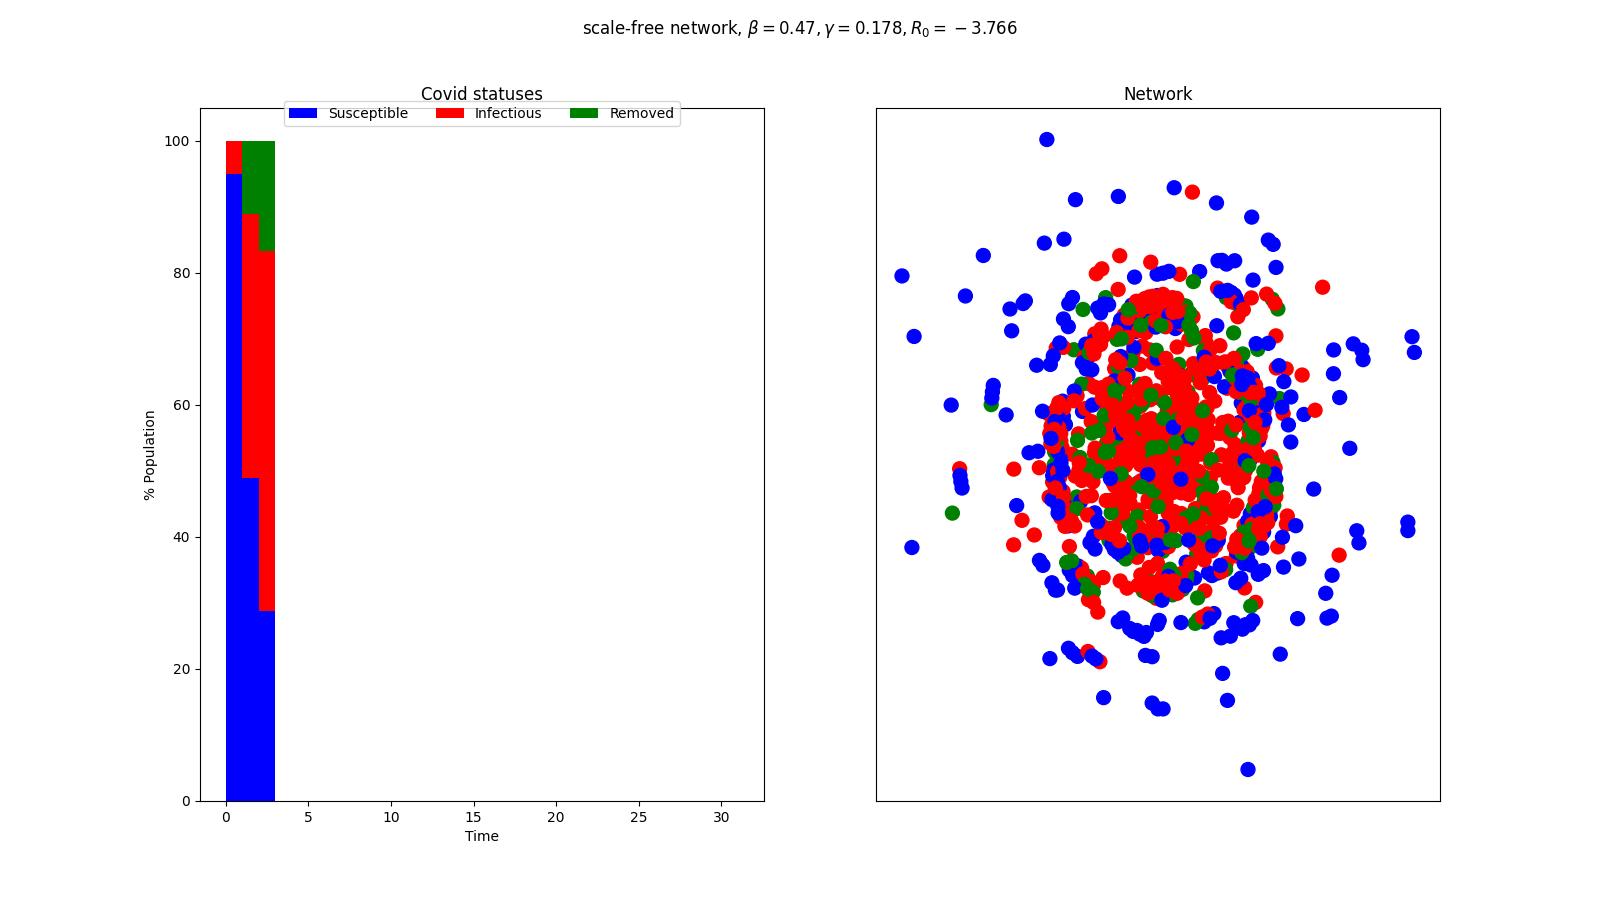 scale-free network, β = 0.47, γ = 0.178, R₀ = − 3.766
Covid statuses
Susceptible Infectious Removed
100
80
60
40
20
0
% Population
0 5 10 15 20 25 30
Time
Network